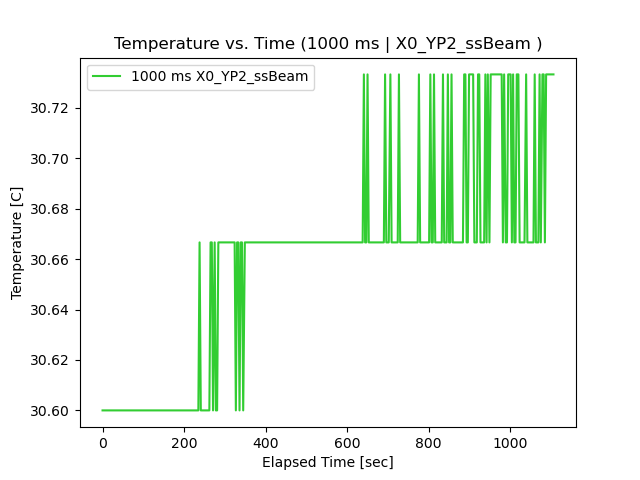 Temperature vs. Time (1000 ms | X0_YP2_ssBeam )
1000 ms X0_YP2_ssBeam
30.72
30.70
30.68
30.66
30.64
30.62
30.60
Temperature [C]
0 200 400 600 800 1000
Elapsed Time [sec]